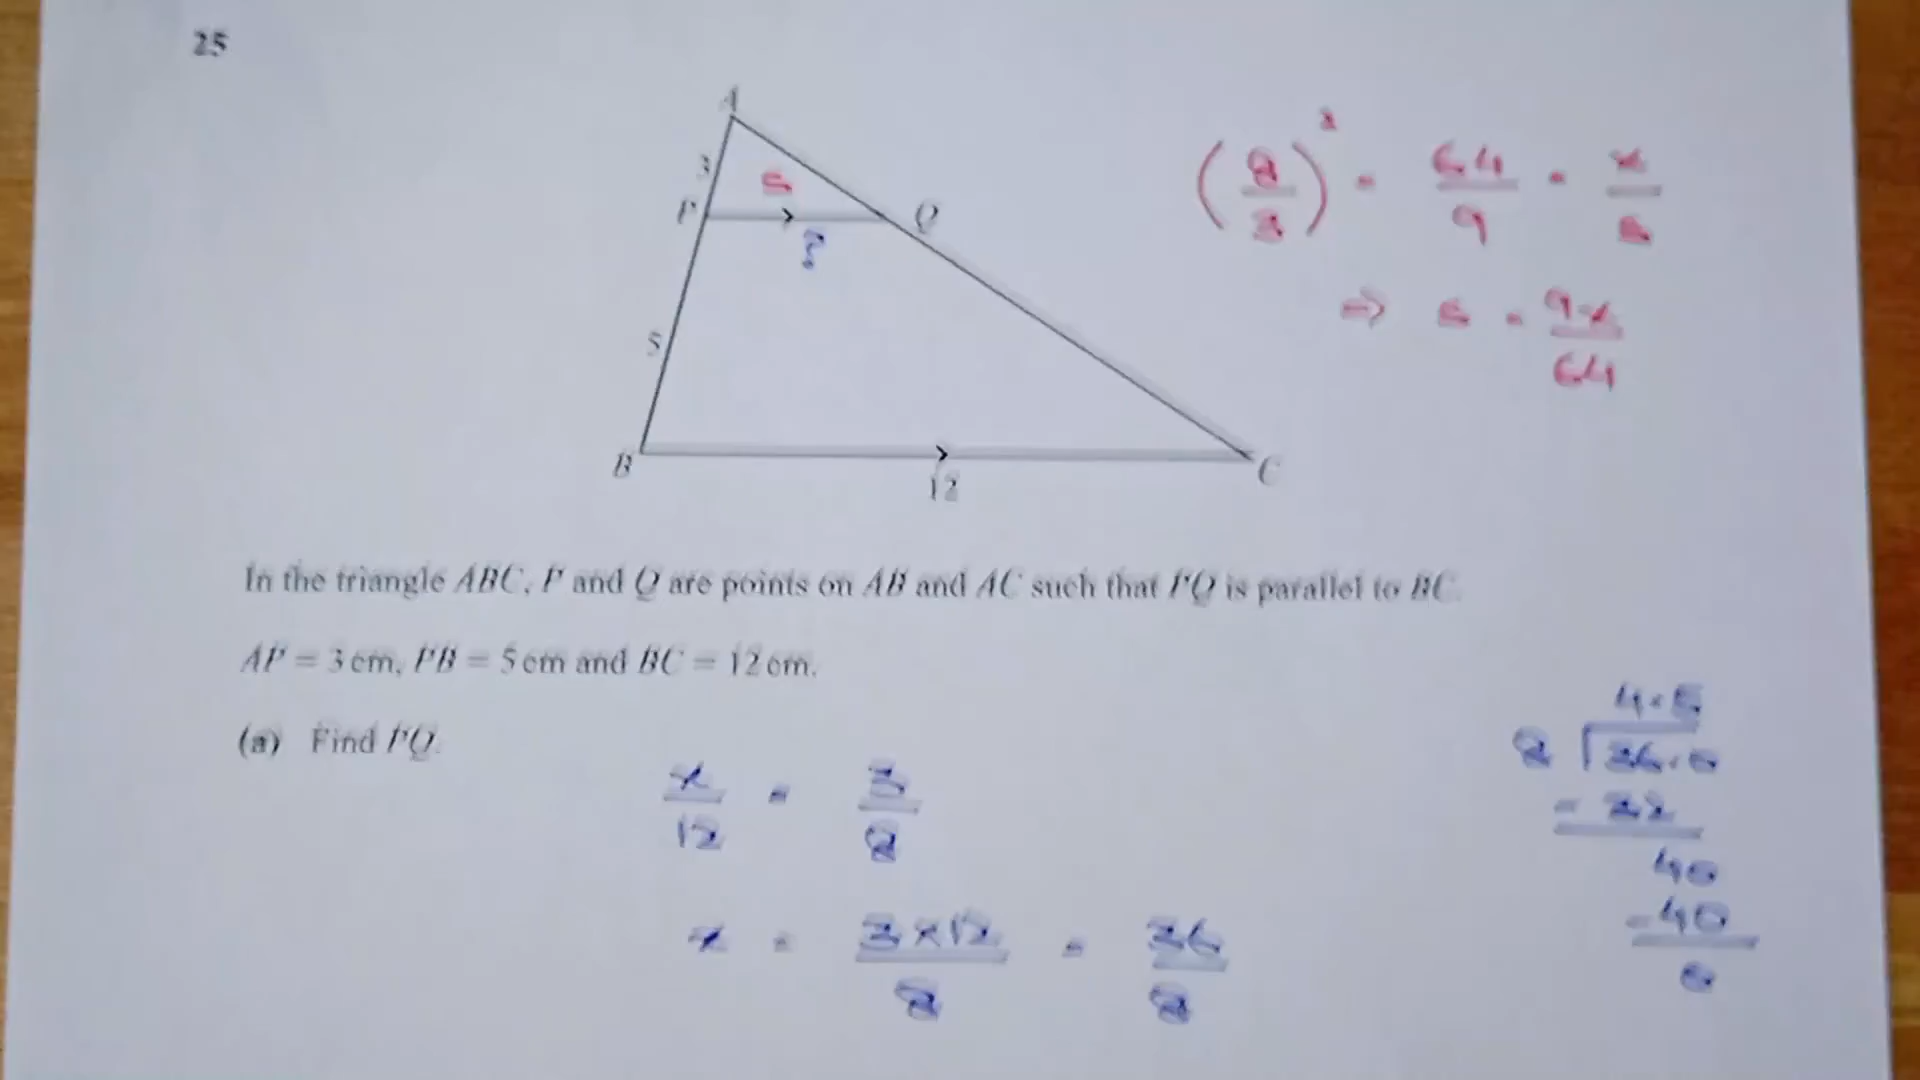 25
A
3
s
P
Q
?
5
B
12
C
(8/3)² = 64/9 = x/s
⇒ s = 9x/64
In the triangle ABC, P and Q are points on AB and AC such that PQ is parallel to BC.
AP = 3 cm, PB = 5 cm and BC = 12 cm.
(a) Find PQ.
x/12 = 3/8
x = 3×12/8 = 36/8
4.5
8 36.0
- 32
40
- 40
0